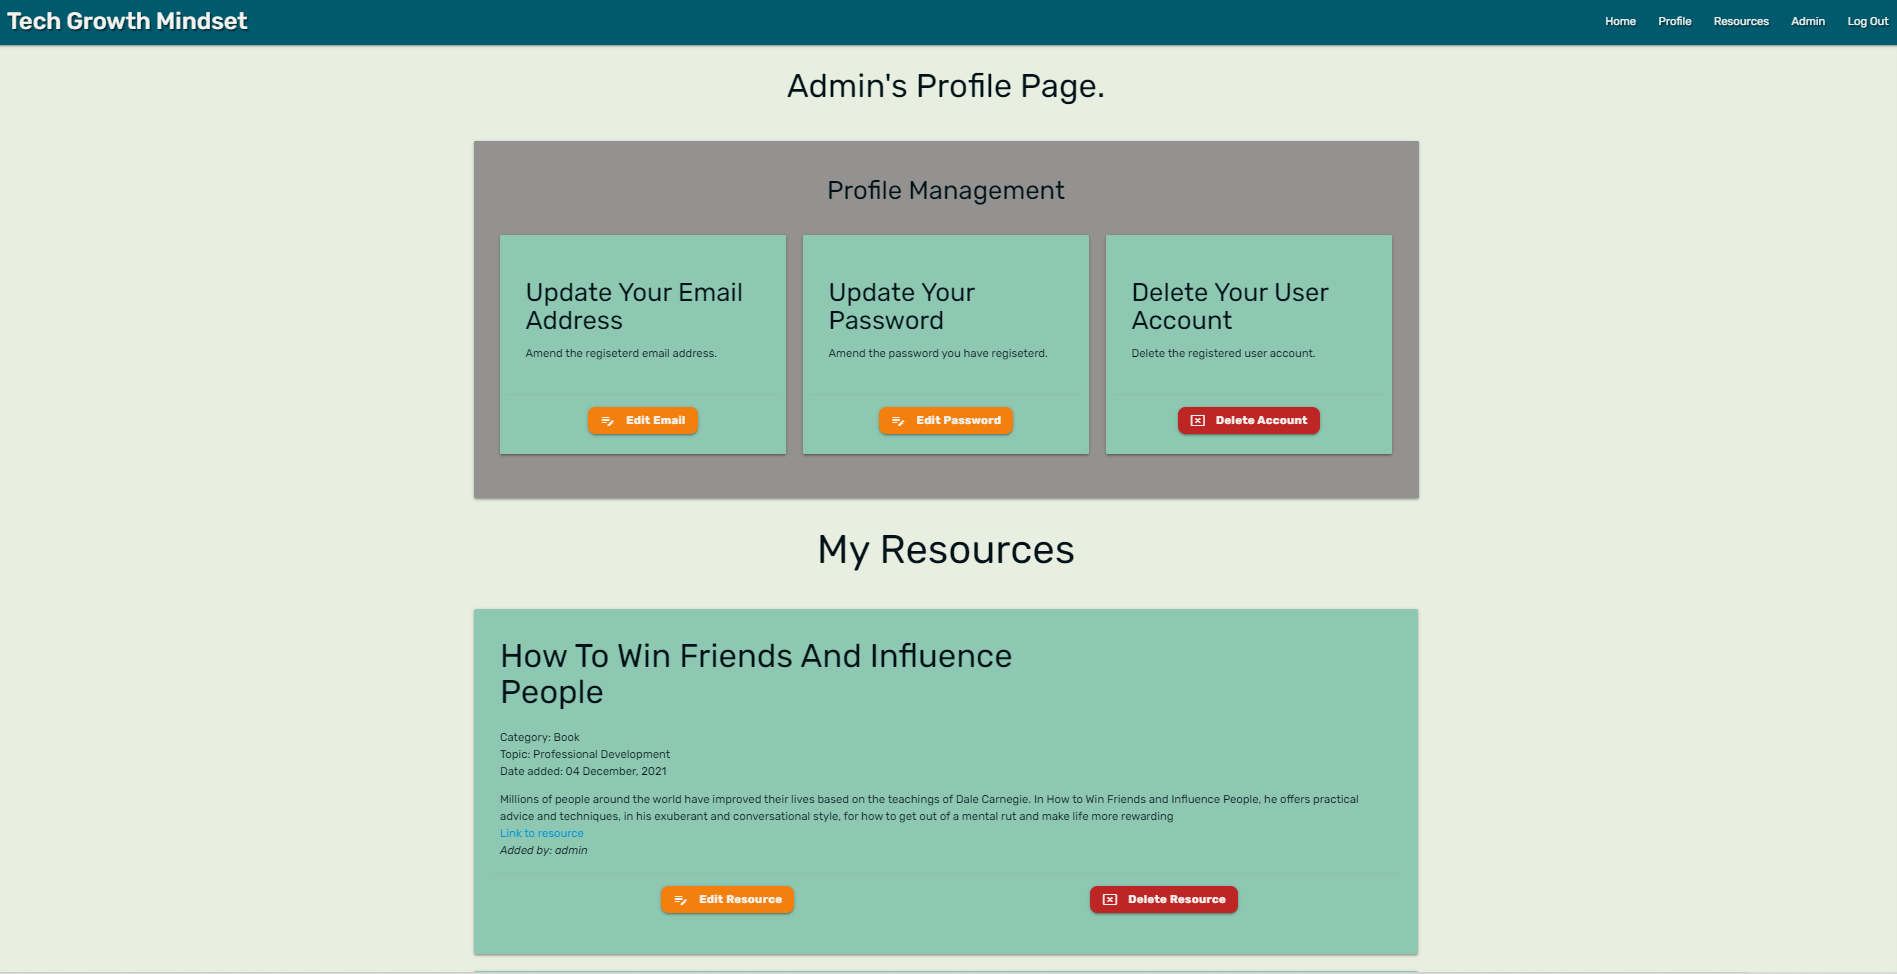 Tech Growth Mindset
Home Profile Resources Admin Log Out
Admin's Profile Page.
Profile Management
Update Your Email
Address
Amend the regiseterd email address.
Edit Email
Update Your
Password
Amend the password you have regiseterd.
Edit Password
Delete Your User
Account
Delete the registered user account.
Delete Account
My Resources
How To Win Friends And Influence
People
Category: Book
Topic: Professional Development
Date added: 04 December, 2021
Millions of people around the world have improved their lives based on the teachings of Dale Carnegie. In How to Win Friends and Influence People, he offers practical
advice and techniques, in his exuberant and conversational style, for how to get out of a mental rut and make life more rewarding
Link to resource
Added by: admin
Edit Resource
Delete Resource